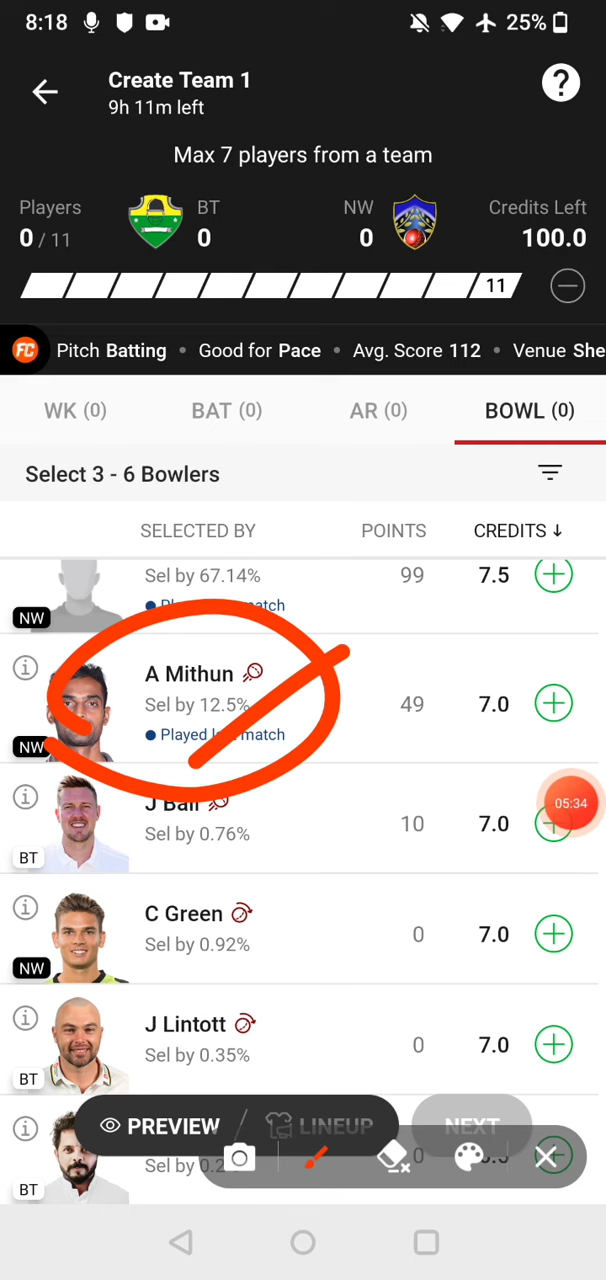 8:18 25%
Create Team 1
9h 11m left
?
Max 7 players from a team
Players BT NW Credits Left
0 / 11 0 0 100.0
11
FC Pitch Batting • Good for Pace • Avg. Score 112 • Venue She
WK (0) BAT (0) AR (0) BOWL (0)
Select 3 - 6 Bowlers
SELECTED BY POINTS CREDITS ↓
Sel by 67.14% 99 7.5
NW match
A Mithun
Sel by 12.5% 49 7.0
NW Played match
J Ball 05:34
Sel by 0.76% 10 7.0
BT
C Green
Sel by 0.92% 0 7.0
NW
J Lintott
Sel by 0.35% 0 7.0
BT
PREVIEW / LINEUP NEXT
Sel by
BT